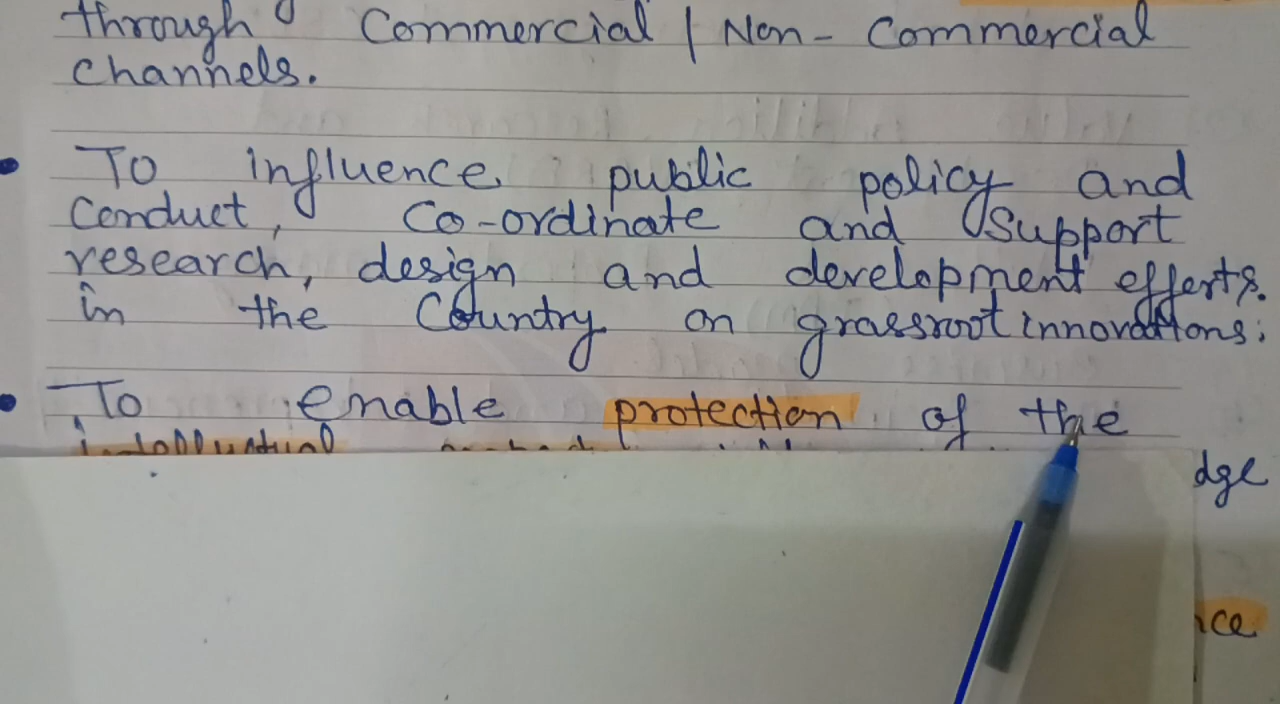 through Commercial | Non- Commercial
channels.
• To influence public policy and
Conduct, Co-ordinate and Support
research, design and development efforts.
in the Country on grassroot innovations.
• To enable protection of the
dge